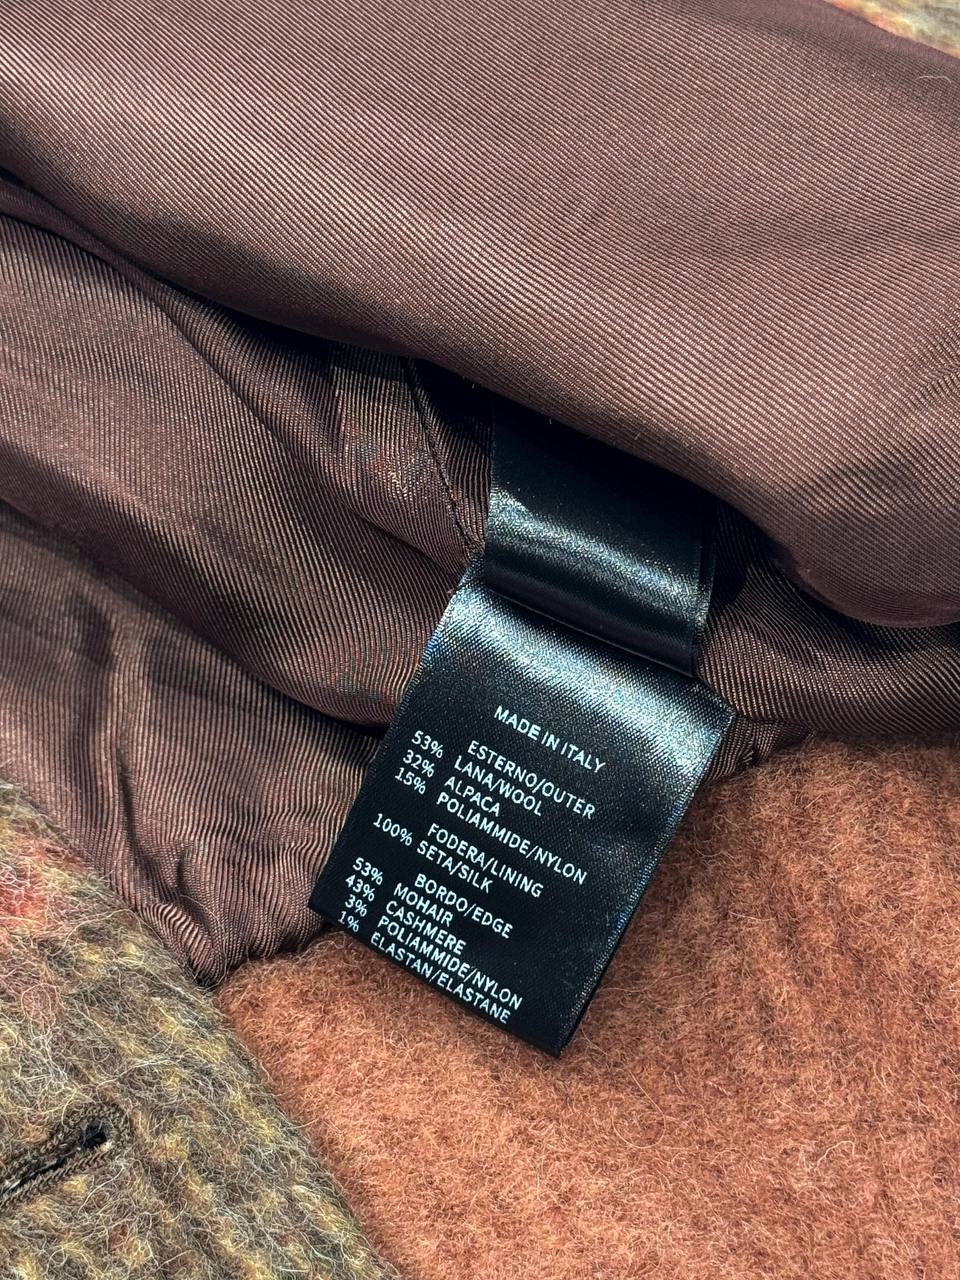 MADE IN ITALY
ESTERNO/OUTER
53% LANA/WOOL
32% ALPACA
15% POLIAMMIDE/NYLON
FODERA/LINING
100% SETA/SILK
BORDO/EDGE
53% MOHAIR
43% CASHMERE
3% POLIAMMIDE/NYLON
1% ELASTAN/ELASTANE